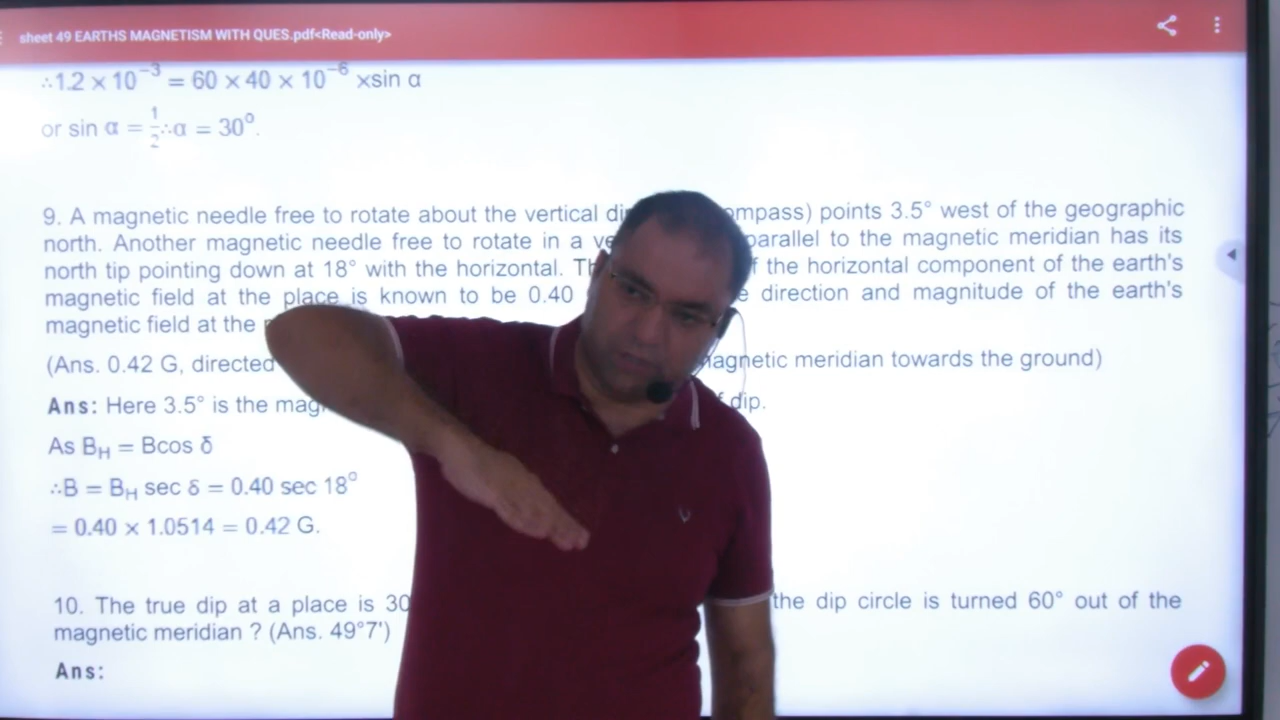 sheet 49 EARTHS MAGNETISM WITH QUES.pdf<Read-only>
∴1.2 × 10⁻³ = 60 × 40 × 10⁻⁶ ×sin α
or sin α = 1/2 ∴α = 30°.
9. A magnetic needle free to rotate about the vertical ompass) points 3.5° west of the geographic
north. Another magnetic needle free to rotate in a parallel to the magnetic meridian has its
north tip pointing down at 18° with the horizontal. the horizontal component of the earth's
magnetic field at the place is known to be 0.40 direction and magnitude of the earth's
magnetic field at the
(Ans. 0.42 G, directed magnetic meridian towards the ground)
Ans: Here 3.5° is the dip.
As B_H = Bcos δ
∴B = B_H sec δ = 0.40 sec 18°
= 0.40 × 1.0514 = 0.42 G.
10. The true dip at a place is 30 the dip circle is turned 60° out of the
magnetic meridian ? (Ans. 49°7')
Ans: